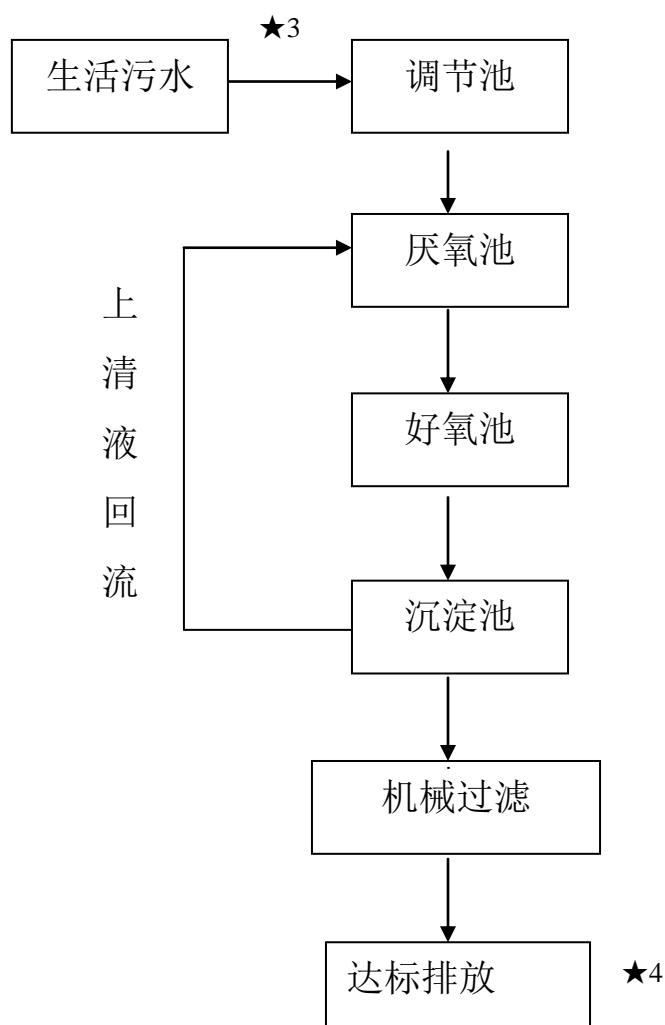 ★3
生活污水
调节池
厌氧池
上
清
液
回
流
好氧池
沉淀池
机械过滤
达标排放
★4